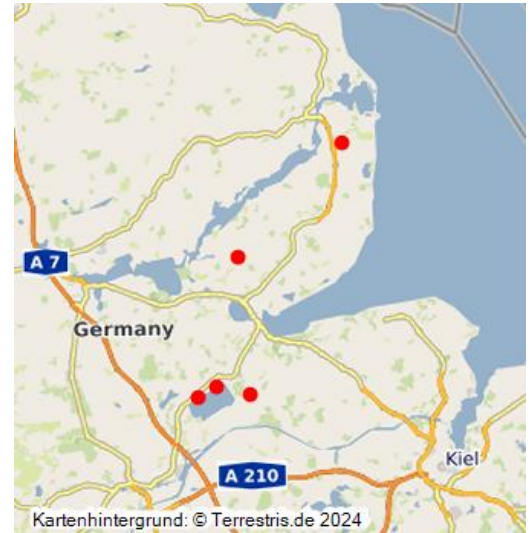 A 7
Germany
A 210
Kiel
Kartenhintergrund: © Terrestris.de 2024